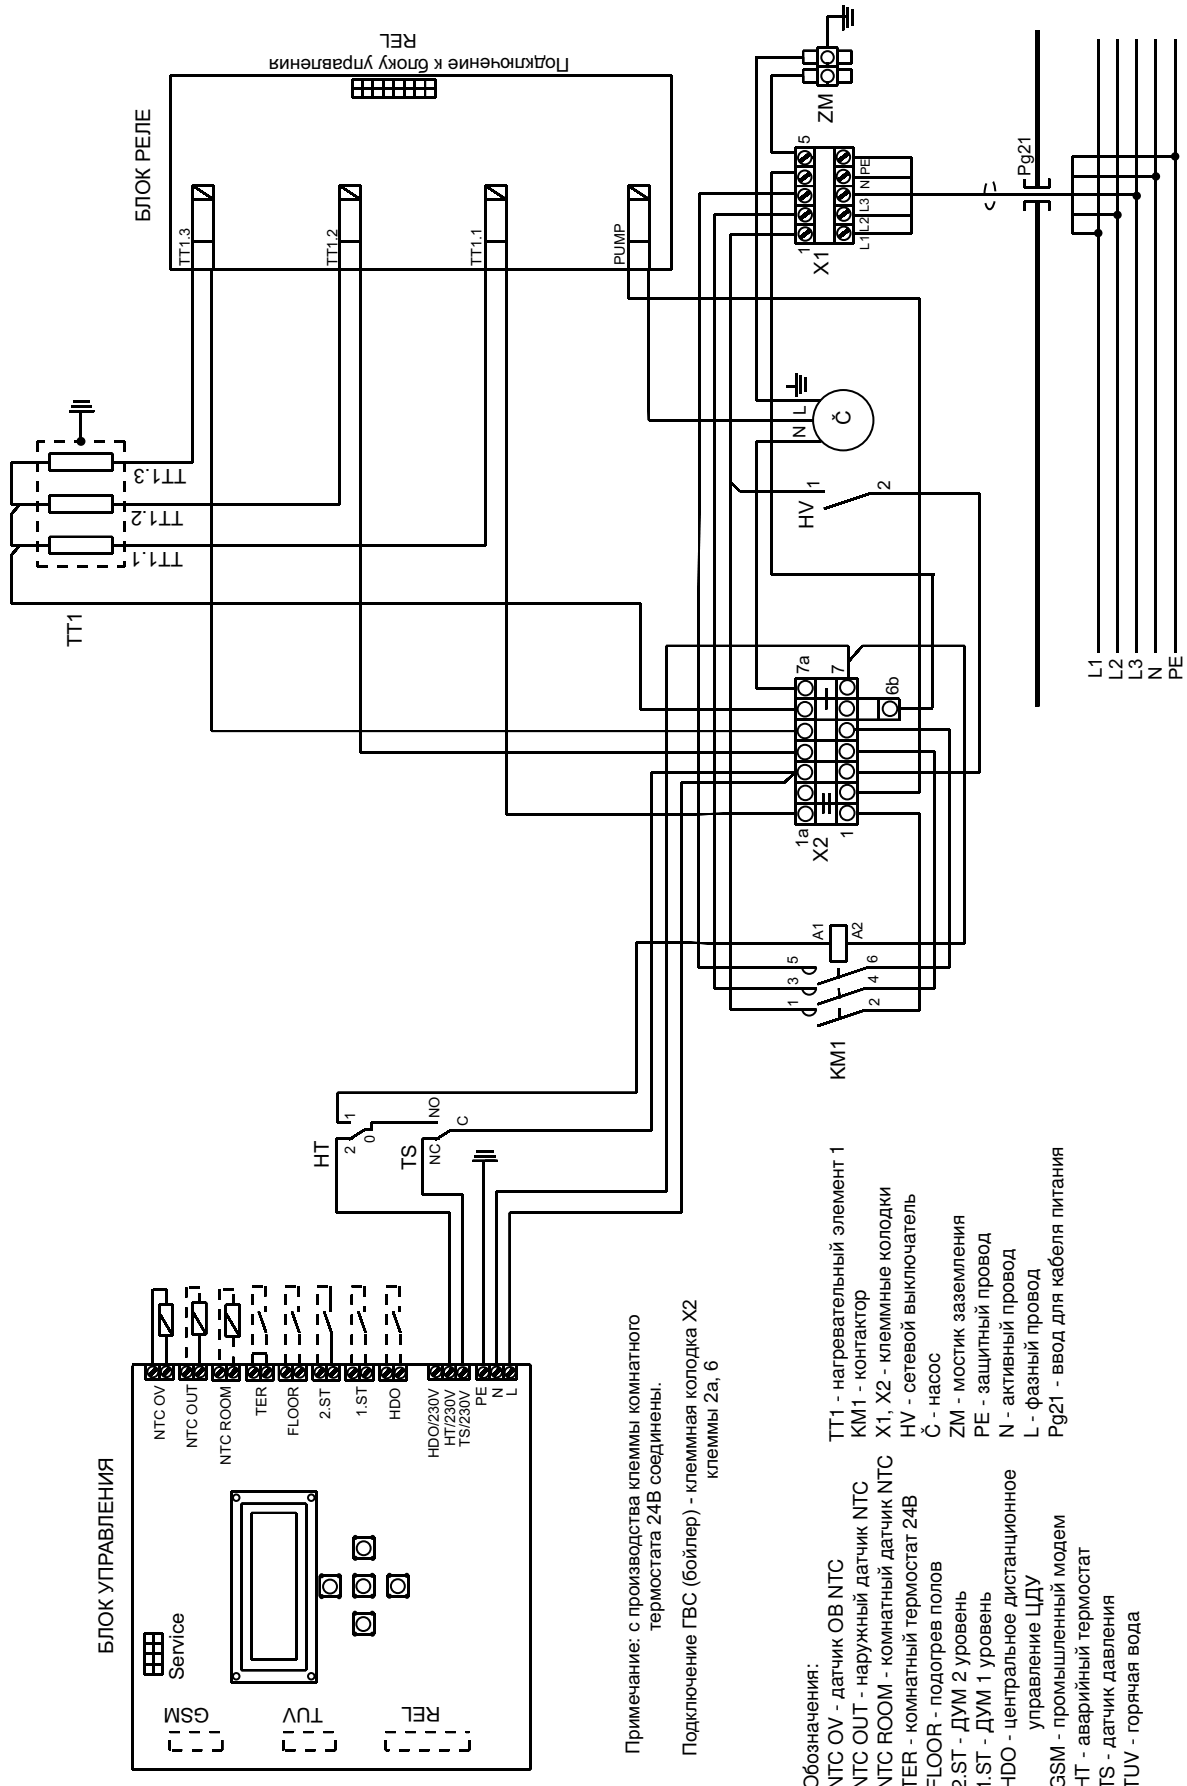 БЛОК УПРАВЛЕНИЯ
Service
GSM
TUV
REL
NTC OV
NTC OUT
NTC ROOM
TER
FLOOR
2.ST
1.ST
HDO
HDO/230V
HT/230V
TS/230V
PE
N
L
HT
2
1
0
TS
NC
NO
C
TT1
TT1.1
TT1.2
TT1.3
БЛОК РЕЛЕ
Подключение к блоку управления
REL
TT1.3
TT1.2
TT1.1
PUMP
KM1
1
3
5
2
4
6
A1
A2
X2
1a
7a
1
7
6b
HV
1
2
N
L
Č
X1
1
5
L1
L2
L3
N
PE
ZM
Pg21
L1
L2
L3
N
PE
Примечание: с производства клеммы комнатного
термостата 24В соединены.
Подключение ГВС (бойлер) - клеммная колодка X2
клеммы 2a, 6
Обозначения:
NTC OV - датчик ОВ NTC
NTC OUT - наружный датчик NTC
NTC ROOM - комнатный датчик NTC
TER - комнатный термостат 24В
FLOOR - подогрев полов
2.ST - ДУМ 2 уровень
1.ST - ДУМ 1 уровень
HDO - центральное дистанционное
управление ЦДУ
GSM - промышленный модем
HT - аварийный термостат
TS - датчик давления
TUV - горячая вода
TT1 - нагревательный элемент 1
KM1 - контактор
X1, X2 - клеммные колодки
HV - сетевой выключатель
Č - насос
ZM - мостик заземления
PE - защитный провод
N - активный провод
L - фазный провод
Pg21 - ввод для кабеля питания